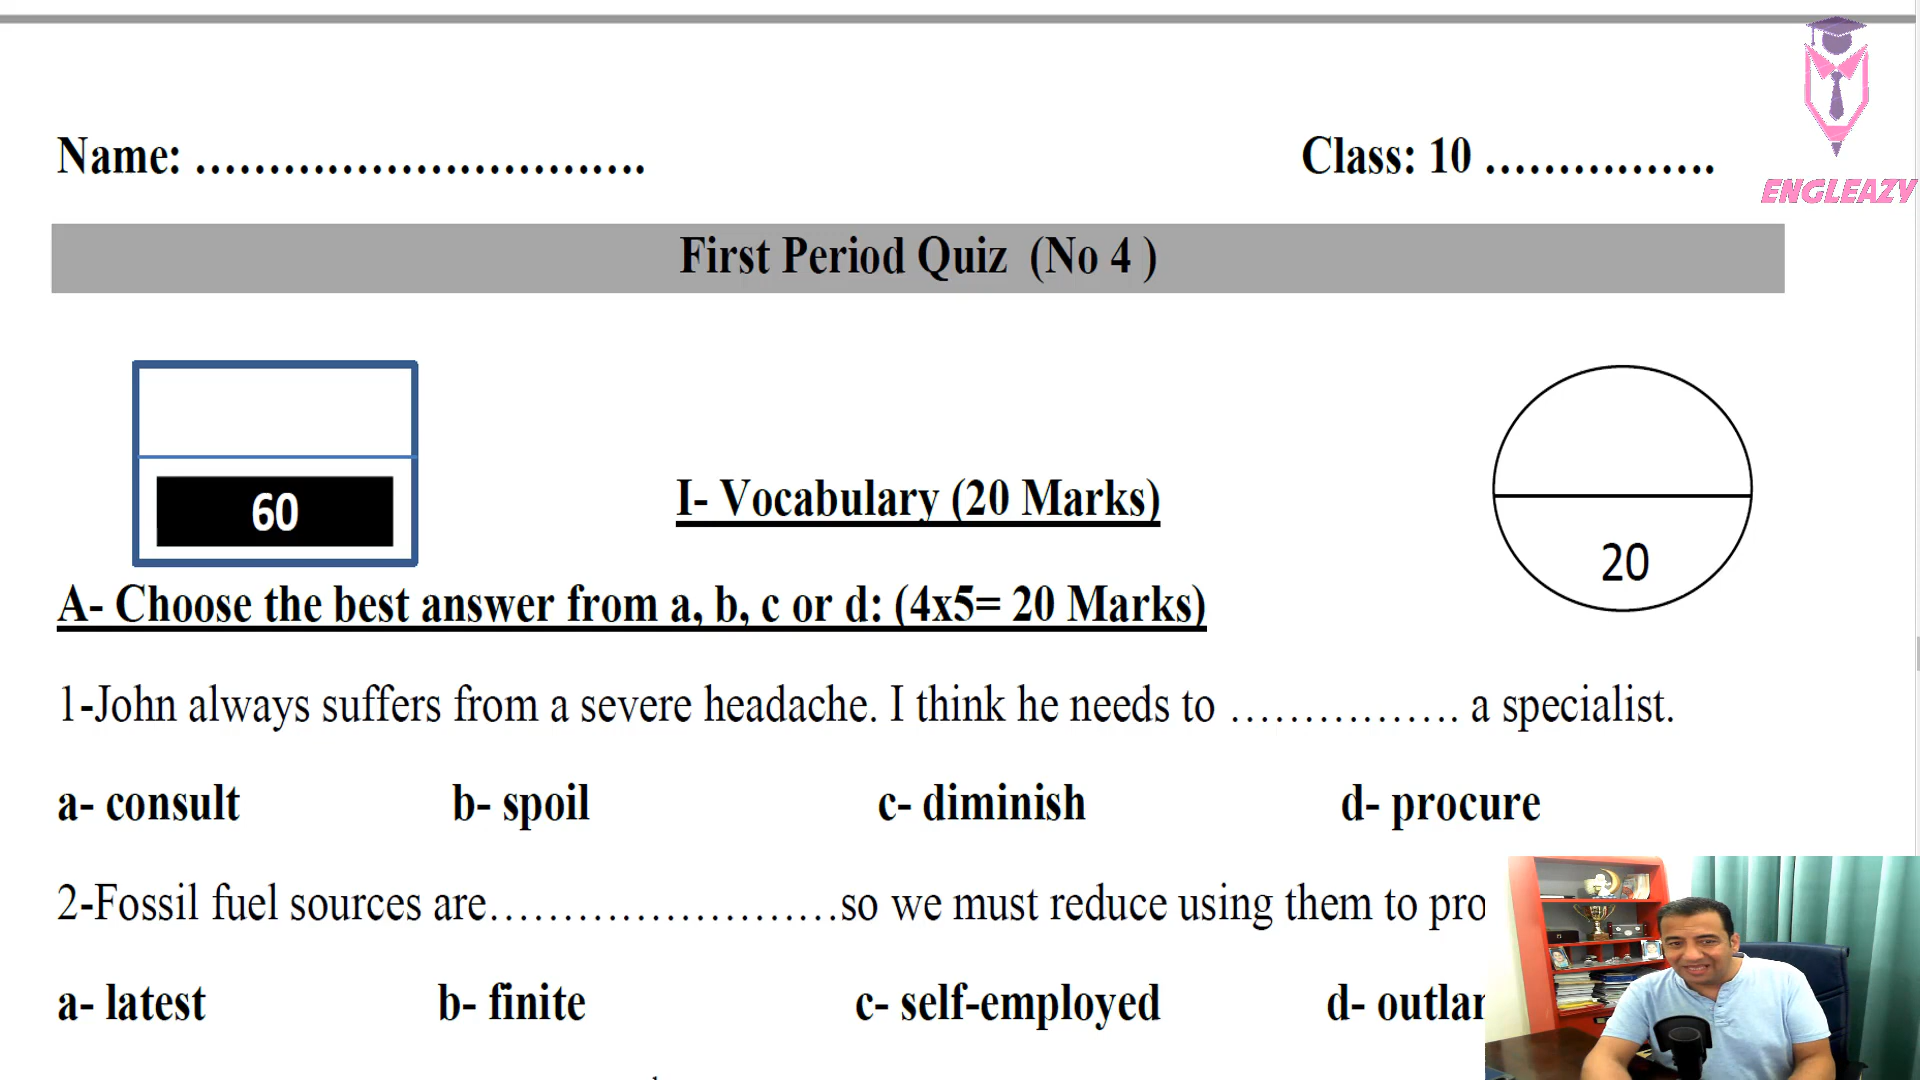 ENGLEAZY
Name: ………………………….
Class: 10 …………….
First Period Quiz (No 4 )
60
I- Vocabulary (20 Marks)
20
A- Choose the best answer from a, b, c or d: (4x5= 20 Marks)
1-John always suffers from a severe headache. I think he needs to ……………. a specialist.
a- consult b- spoil c- diminish d- procure
2-Fossil fuel sources are……………………so we must reduce using them to pro
a- latest b- finite c- self-employed d- outlan